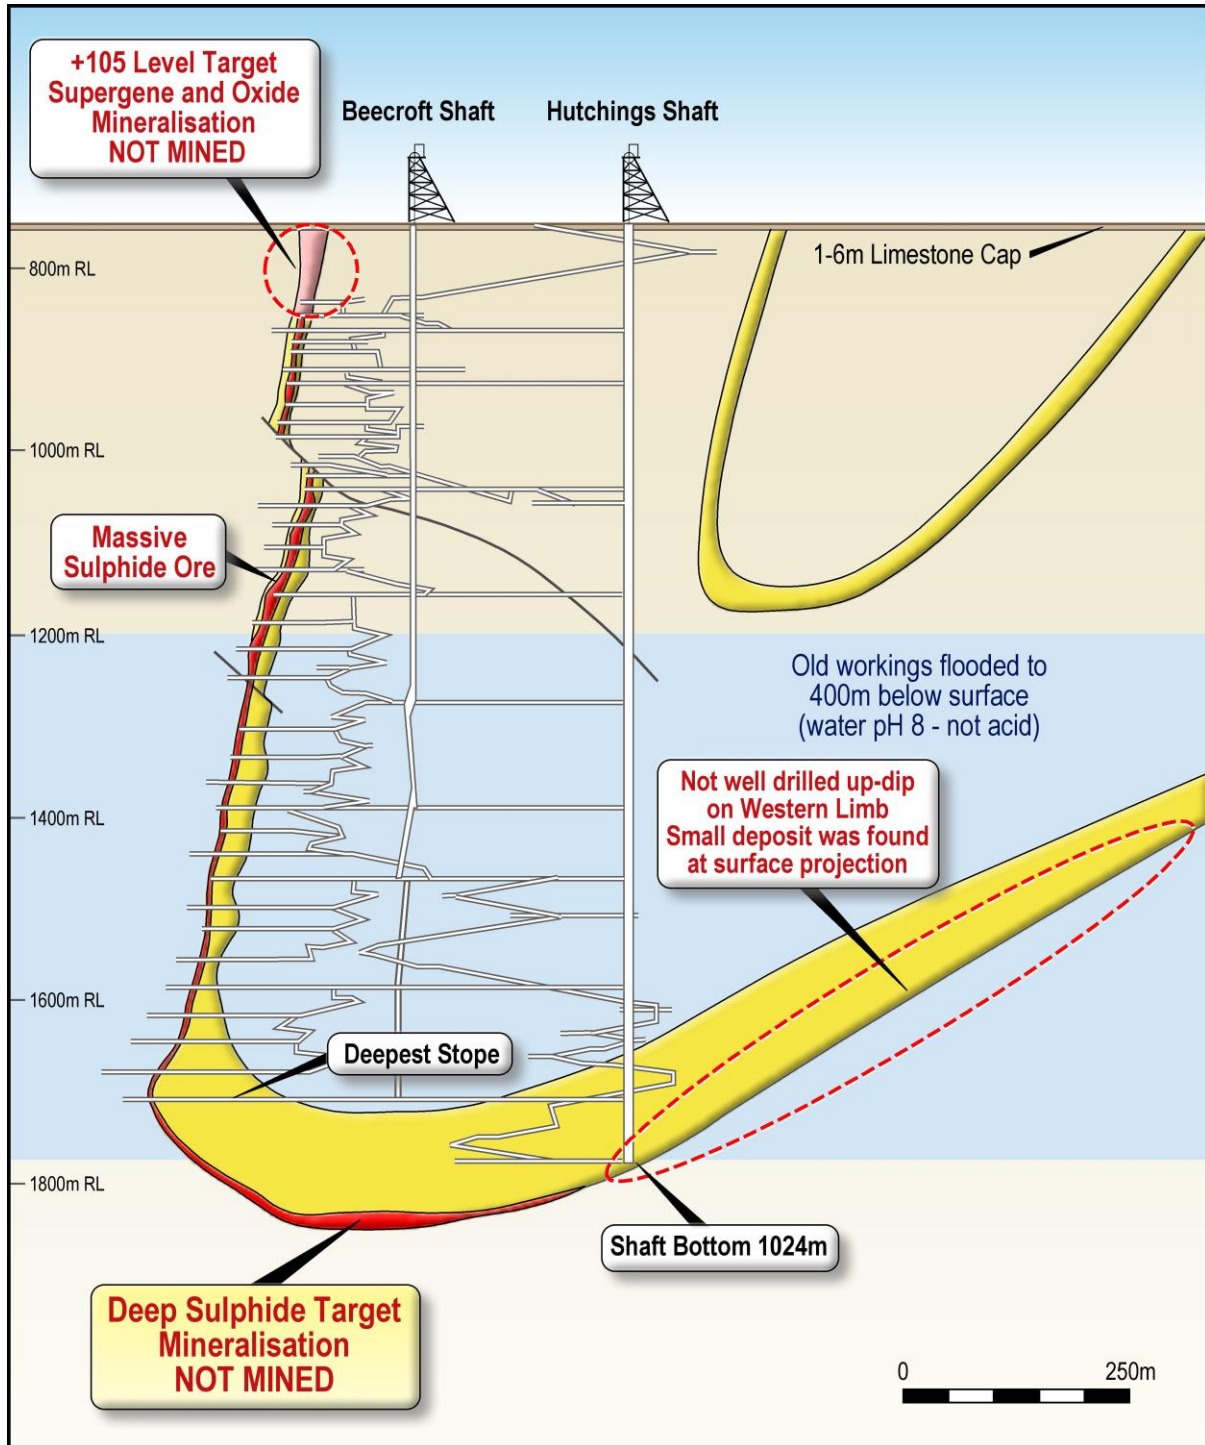 +105 Level Target
Supergene and Oxide
Mineralisation
NOT MINED
Beecroft Shaft
Hutchings Shaft
1-6m Limestone Cap
800m RL
1000m RL
Massive
Sulphide Ore
1200m RL
Old workings flooded to
400m below surface
(water pH 8 - not acid)
Not well drilled up-dip
on Western Limb
Small deposit was found
at surface projection
1400m RL
1600m RL
Deepest Stope
1800m RL
Shaft Bottom 1024m
Deep Sulphide Target
Mineralisation
NOT MINED
0
250m